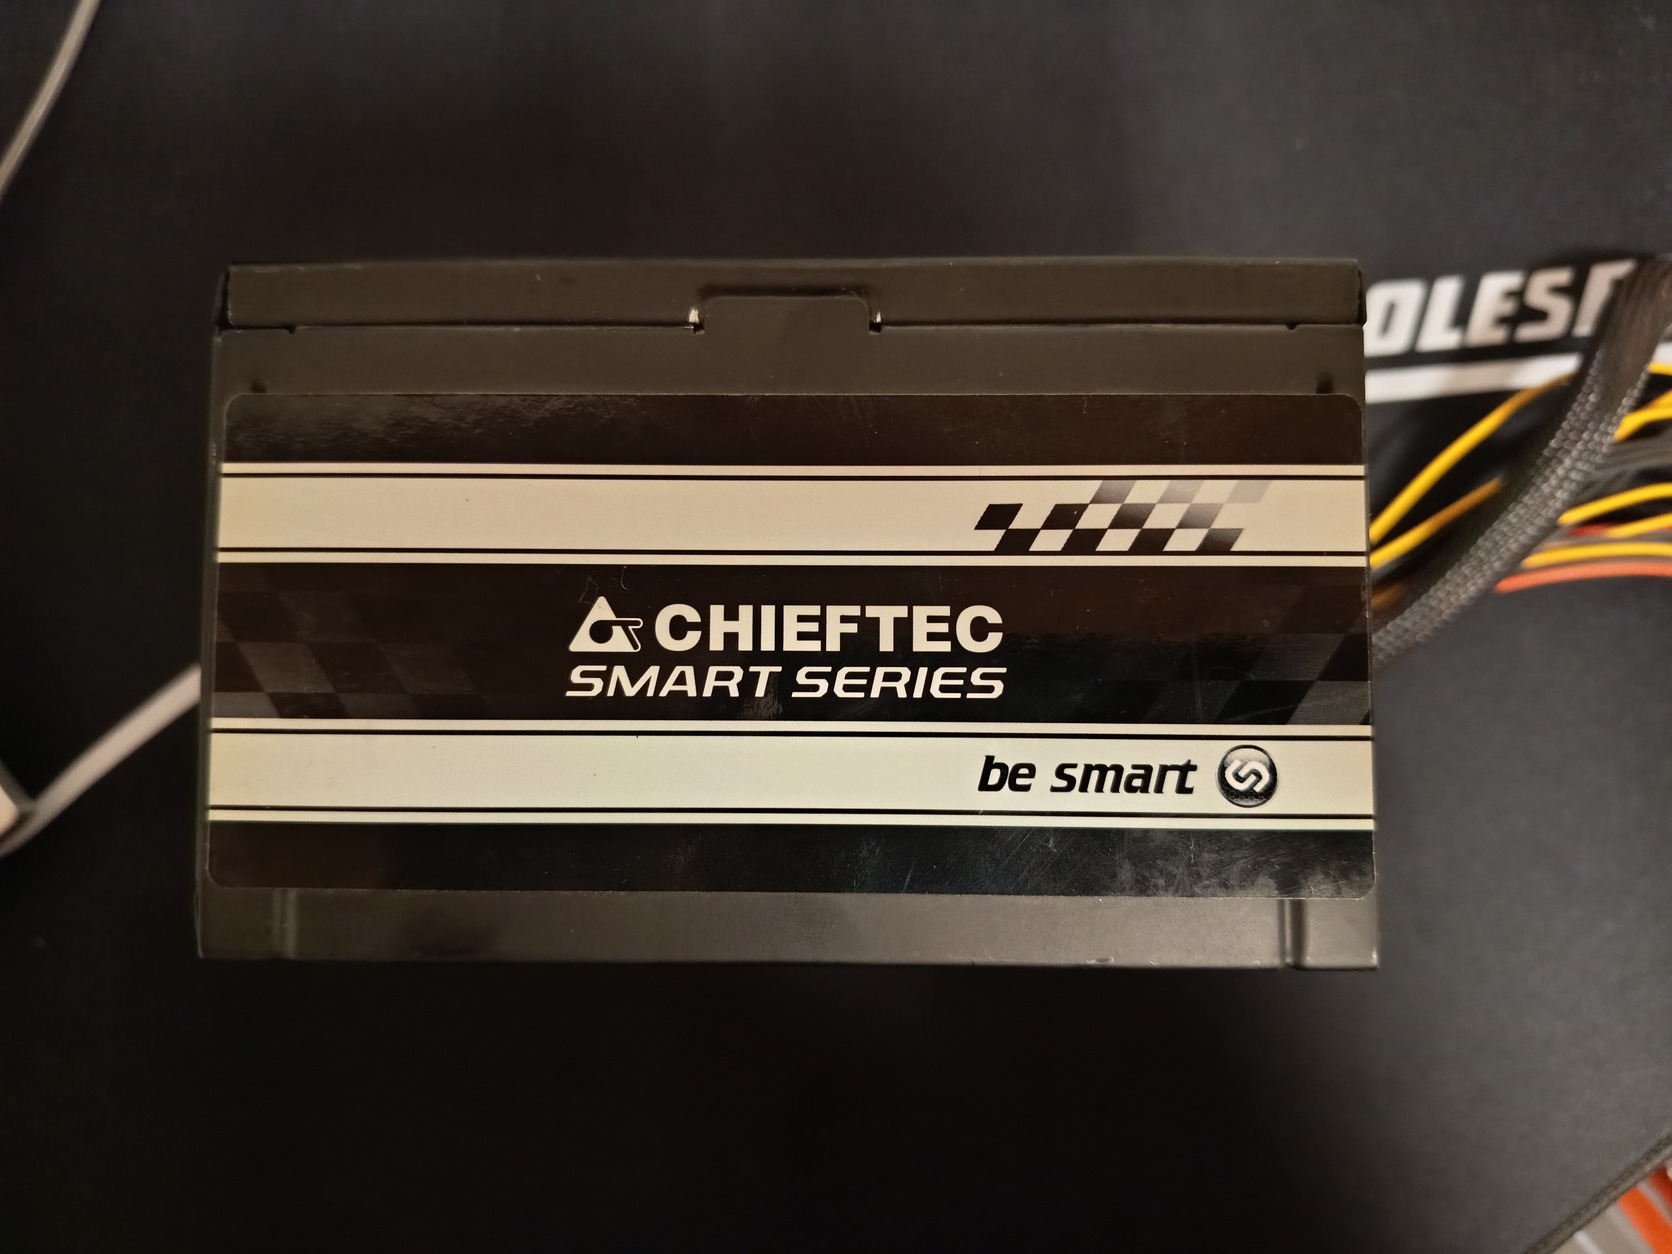 OLES
CHIEFTEC
SMART SERIES
be smart